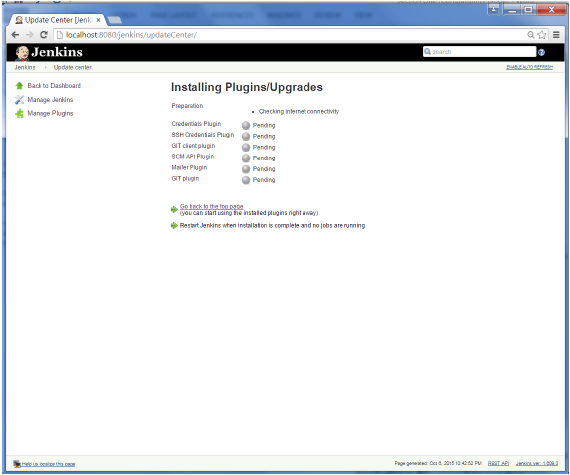 Update Center [Jenki
localhost:8080/jenkins/updateCenter/
Jenkins
search
Jenkins
Update center
ENABLE AUTO REFRESH
Back to Dashboard
Manage Jenkins
Manage Plugins
Installing Plugins/Upgrades
Preparation
Checking internet connectivity
Credentials Plugin Pending
SSH Credentials Plugin Pending
GIT client plugin Pending
SCM API Plugin Pending
Mailer Plugin Pending
GIT plugin Pending
Go back to the top page
(you can start using the installed plugins right away)
Restart Jenkins when installation is complete and no jobs are running
Help us localize this page
Page generated: Oct 6, 2015 10:42:52 PM REST API Jenkins ver. 1.609.3